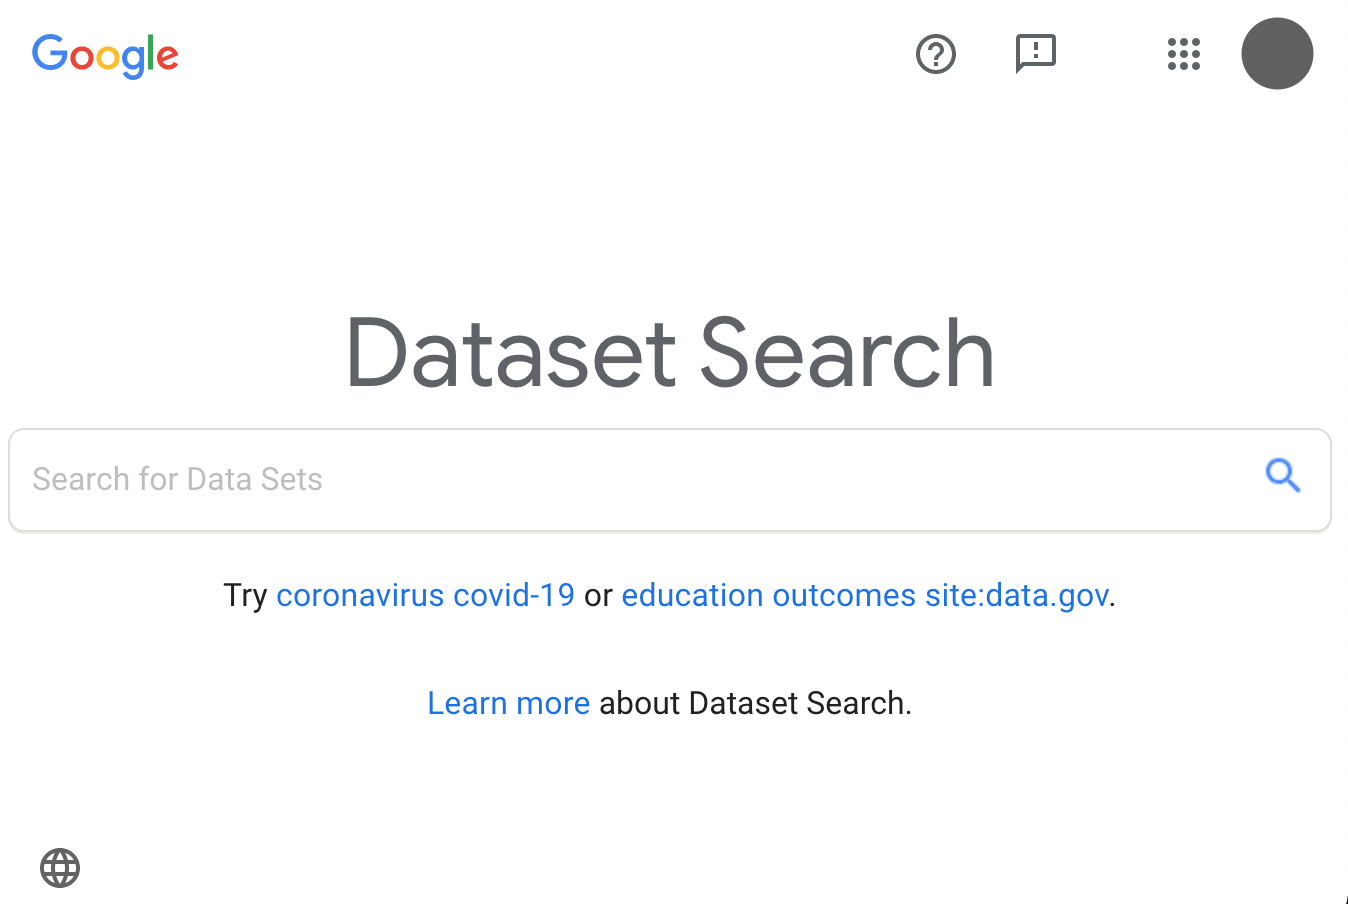 Google
Dataset Search
Search for Data Sets
Try coronavirus covid-19 or education outcomes site:data.gov.
Learn more about Dataset Search.